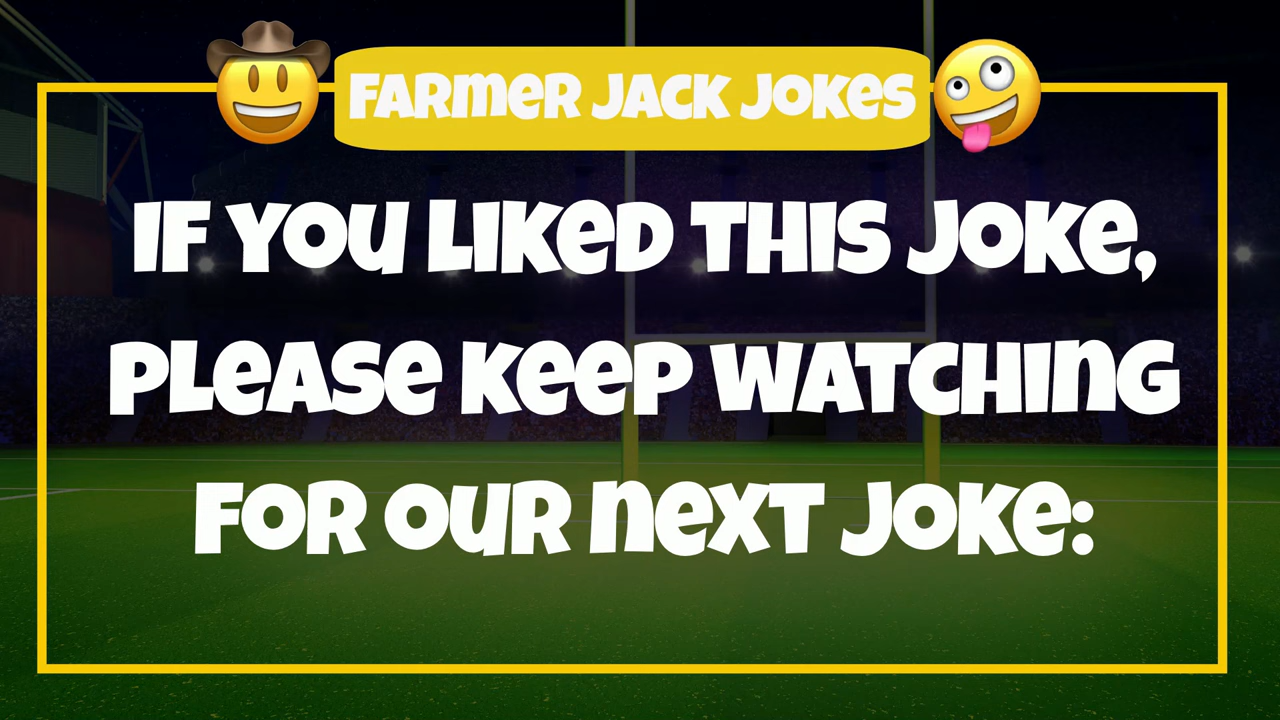 FARMER JACK JOKES
IF YOU LIKED THIS JOKE,
PLEASE KEEP WATCHING
FOR OUR NEXT JOKE: